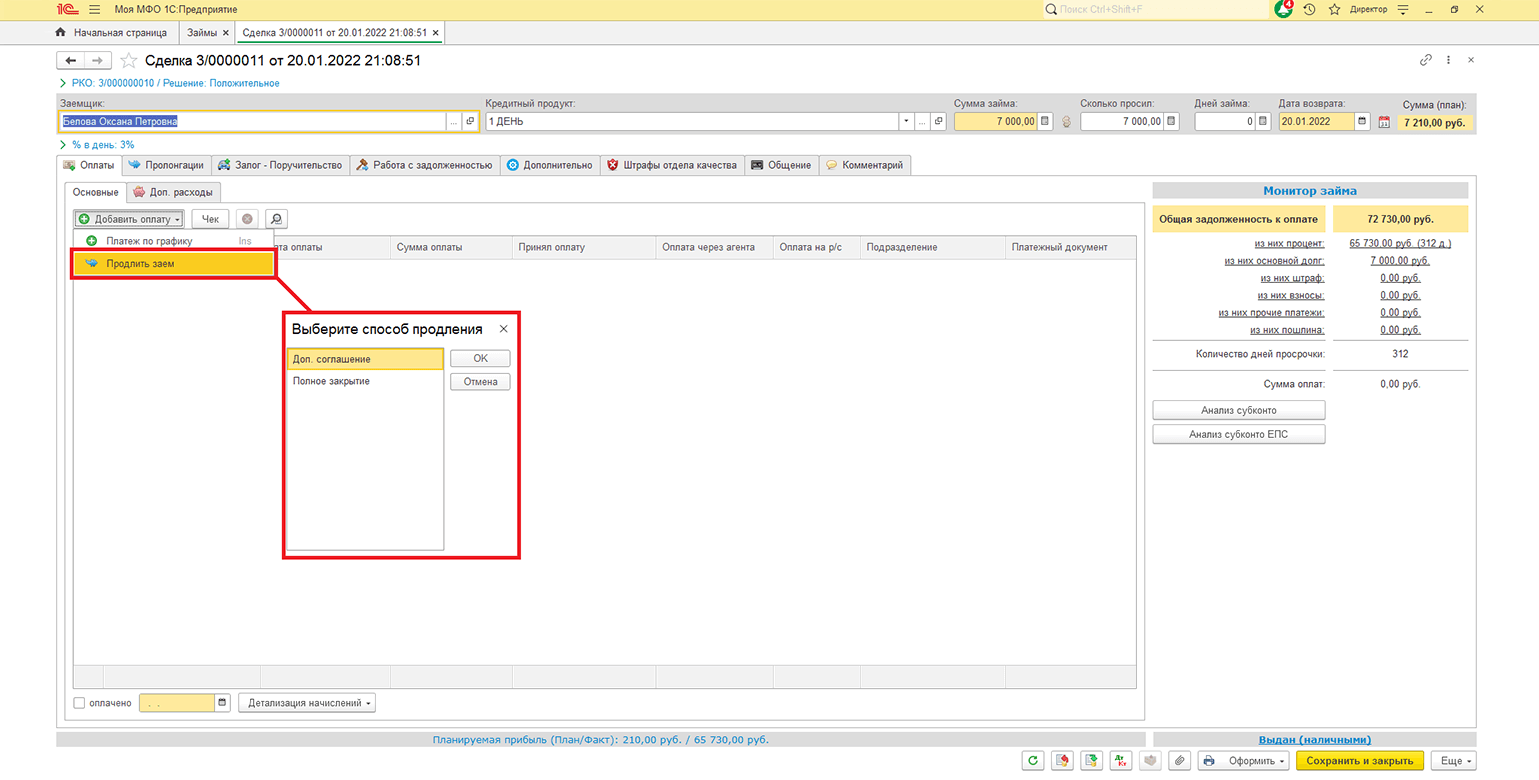 1С Моя МФО 1С:Предприятие Поиск Ctrl+Shift+F 4 Директор
Начальная страница Займы × Сделка 3/0000011 от 20.01.2022 21:08:51 ×
Сделка 3/0000011 от 20.01.2022 21:08:51
РКО: 3/000000010 / Решение: Положительное
Заемщик: Кредитный продукт: Сумма займа: Сколько просил: Дней займа: Дата возврата: Сумма (план):
Белова Оксана Петровна ... 1 ДЕНЬ ... 7 000,00 7 000,00 0 20.01.2022 7 210,00 руб.
% в день: 3%
Оплаты Пролонгации Залог - Поручительство Работа с задолженностью Дополнительно Штрафы отдела качества Общение Комментарий
Основные Доп. расходы
Монитор займа
Добавить оплату Чек
Общая задолженность к оплате 72 730,00 руб.
Платеж по графику Ins
та оплаты Сумма оплаты Принял оплату Оплата через агента Оплата на р/с Подразделение Платежный документ
из них процент: 65 730,00 руб. (312 д.)
Продлить заем
из них основной долг: 7 000,00 руб.
из них штраф: 0,00 руб.
из них взносы: 0,00 руб.
из них прочие платежи: 0,00 руб.
из них пошлина: 0,00 руб.
Выберите способ продления ×
Доп. соглашение OK
Полное закрытие Отмена
Количество дней просрочки: 312
Сумма оплат: 0,00 руб.
Анализ субконто
Анализ субконто ЕПС
оплачено . . Детализация начислений
Планируемая прибыль (План/Факт): 210,00 руб. / 65 730,00 руб.
Выдан (наличными)
Дт Кт Оформить Сохранить и закрыть Еще